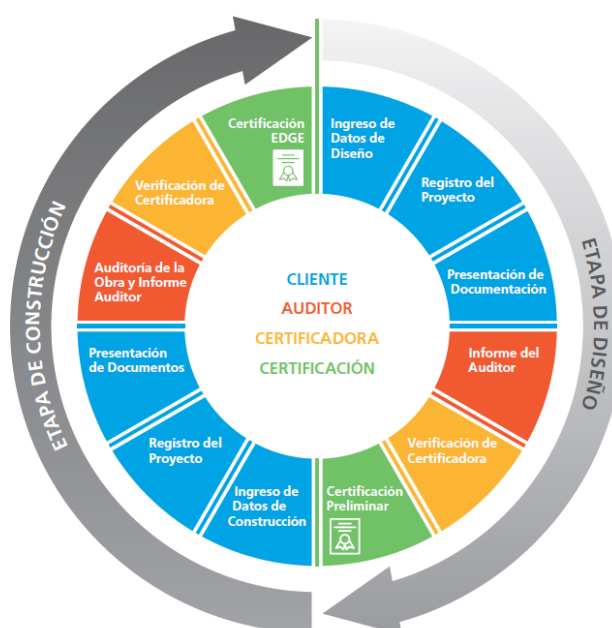 Ingreso de
Datos de
Diseño
Registro del
Proyecto
Presentación de
Documentación
Informe del
Auditor
Verificación de
Certificadora
Certificación
Preliminar
Ingreso de
Datos de
Construcción
Registro del
Proyecto
Presentación
de Documentos
Auditoría de la
Obra y Informe
Auditor
Verificación de
Certificadora
Certificación
EDGE
CLIENTE
AUDITOR
CERTIFICADORA
CERTIFICACIÓN
ETAPA DE DISEÑO
ETAPA DE CONSTRUCCIÓN